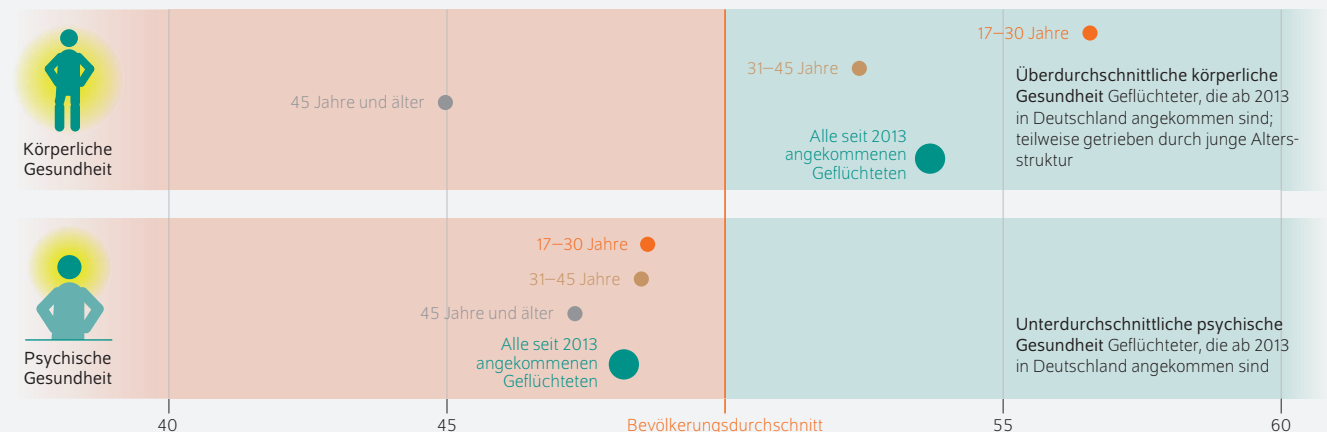 17–30 Jahre
31–45 Jahre
45 Jahre und älter
Alle seit 2013
angekommenen
Geflüchteten
Überdurchschnittliche körperliche
Gesundheit Geflüchteter, die ab 2013
in Deutschland angekommen sind;
teilweise getrieben durch junge Alters-
struktur
Körperliche
Gesundheit
17–30 Jahre
31–45 Jahre
45 Jahre und älter
Alle seit 2013
angekommenen
Geflüchteten
Unterdurchschnittliche psychische
Gesundheit Geflüchteter, die ab 2013
in Deutschland angekommen sind
Psychische
Gesundheit
40
45
Bevölkerungsdurchschnitt
55
60